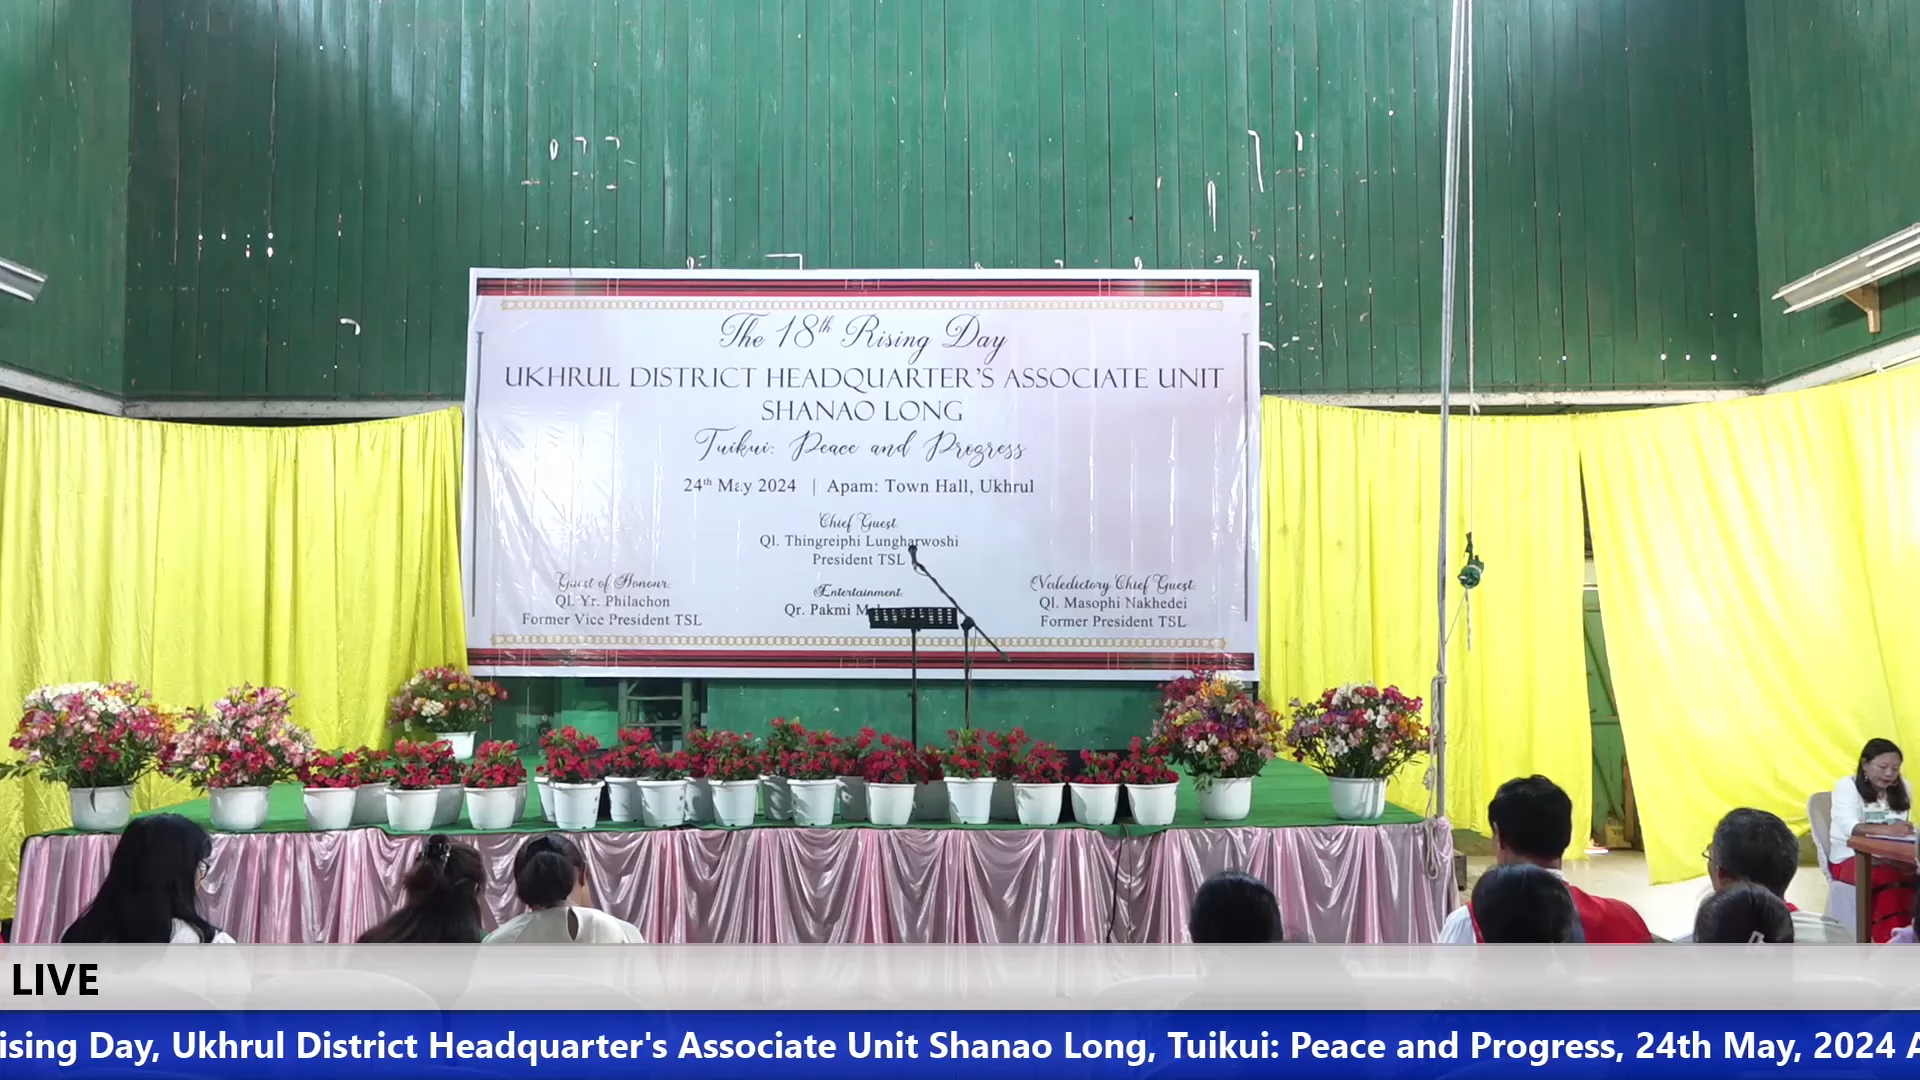 The 18th Rising Day
UKHRUL DISTRICT HEADQUARTER'S ASSOCIATE UNIT
SHANAO LONG
Tuikui: Peace and Progress
24th May 2024 | Apam: Town Hall, Ukhrul
Chief Guest:
Ql. Thingreiphi Lungharwoshi
President TSL
Guest of Honour:
Ql. Yr. Philachon
Former Vice President TSL
Entertainment:
Qr. Pakmi
Valedictory Chief Guest:
Ql. Masophi Nakhedei
Former President TSL
LIVE
ising Day, Ukhrul District Headquarter's Associate Unit Shanao Long, Tuikui: Peace and Progress, 24th May, 2024 A